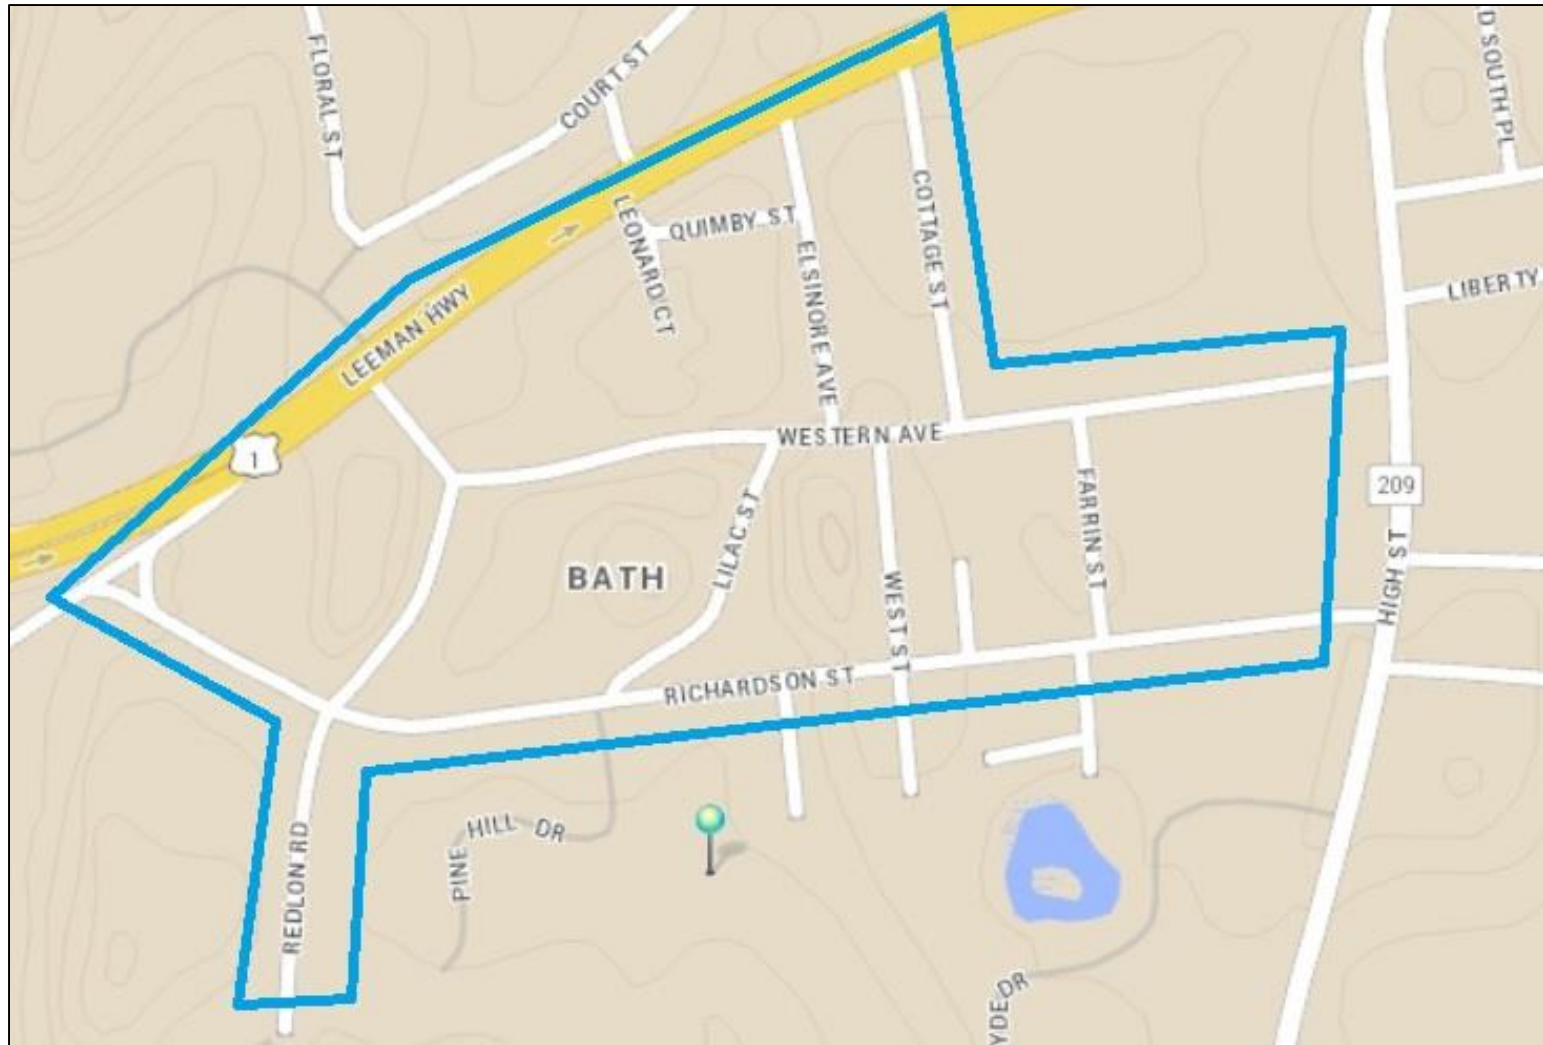 FLORAL ST
COURT ST
D SOUTH PL
LEONARD CT
QUIMBY ST
ELSINORE AVE
COTTAGE ST
LIBERTY
LEEMAN HWY
1
WESTERN AVE
209
LILAC ST
FARRIN ST
BATH
WEST ST
HIGH ST
RICHARDSON ST
PINE HILL DR
REDLON RD
YDE DR